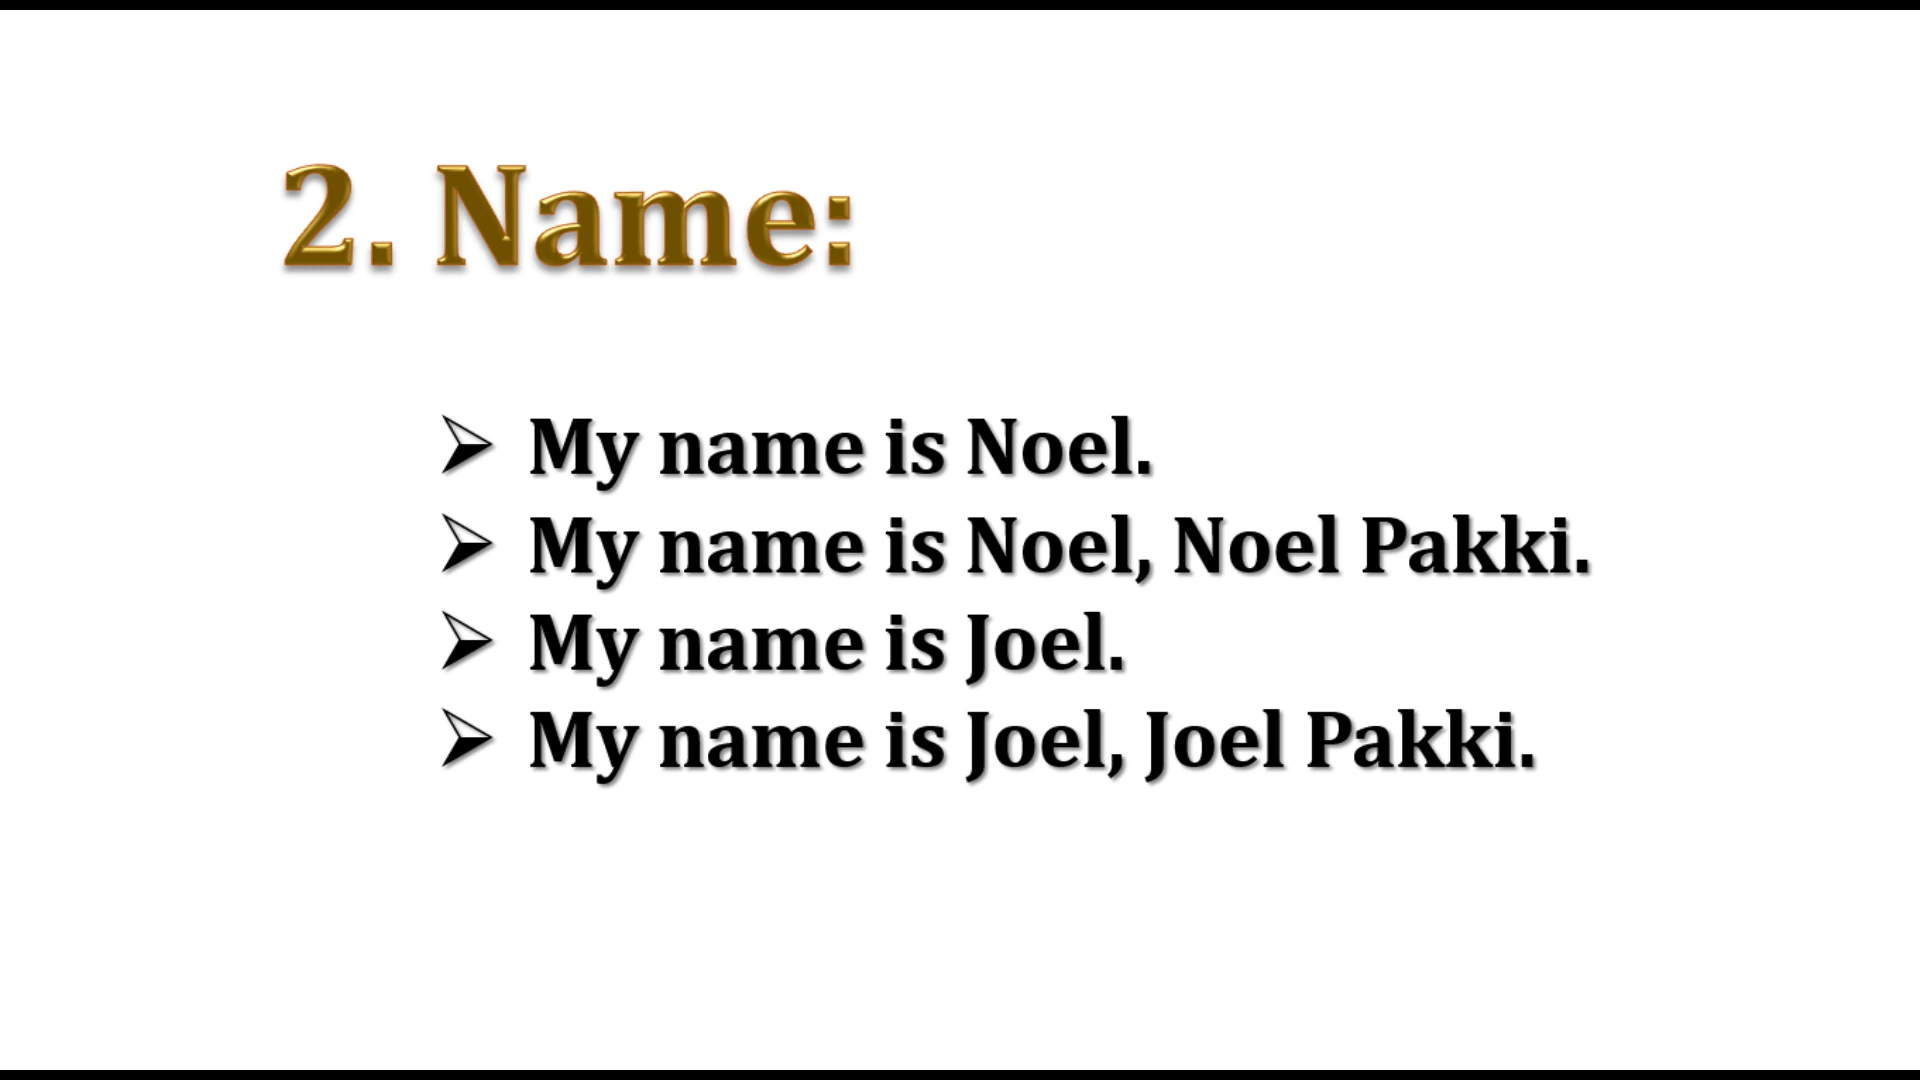 2. Name:
➢ My name is Noel.
➢ My name is Noel, Noel Pakki.
➢ My name is Joel.
➢ My name is Joel, Joel Pakki.